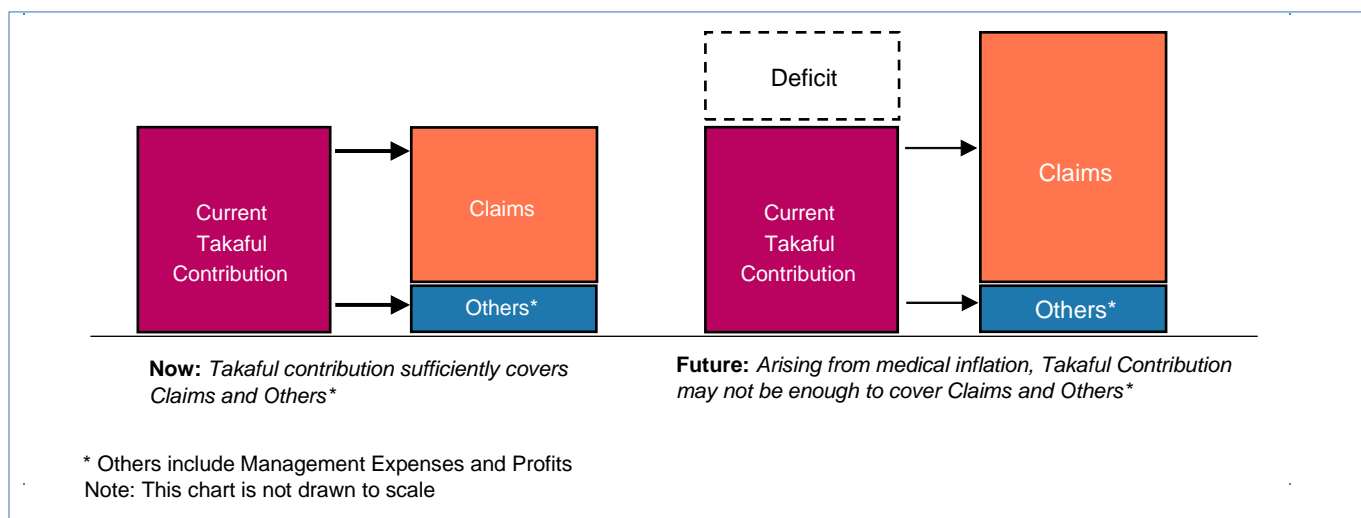 Deficit
Current
Takaful
Contribution
Claims
Others*
Current
Takaful
Contribution
Claims
Others*
Now: Takaful contribution sufficiently covers
Claims and Others*
Future: Arising from medical inflation, Takaful Contribution
may not be enough to cover Claims and Others*
* Others include Management Expenses and Profits
Note: This chart is not drawn to scale